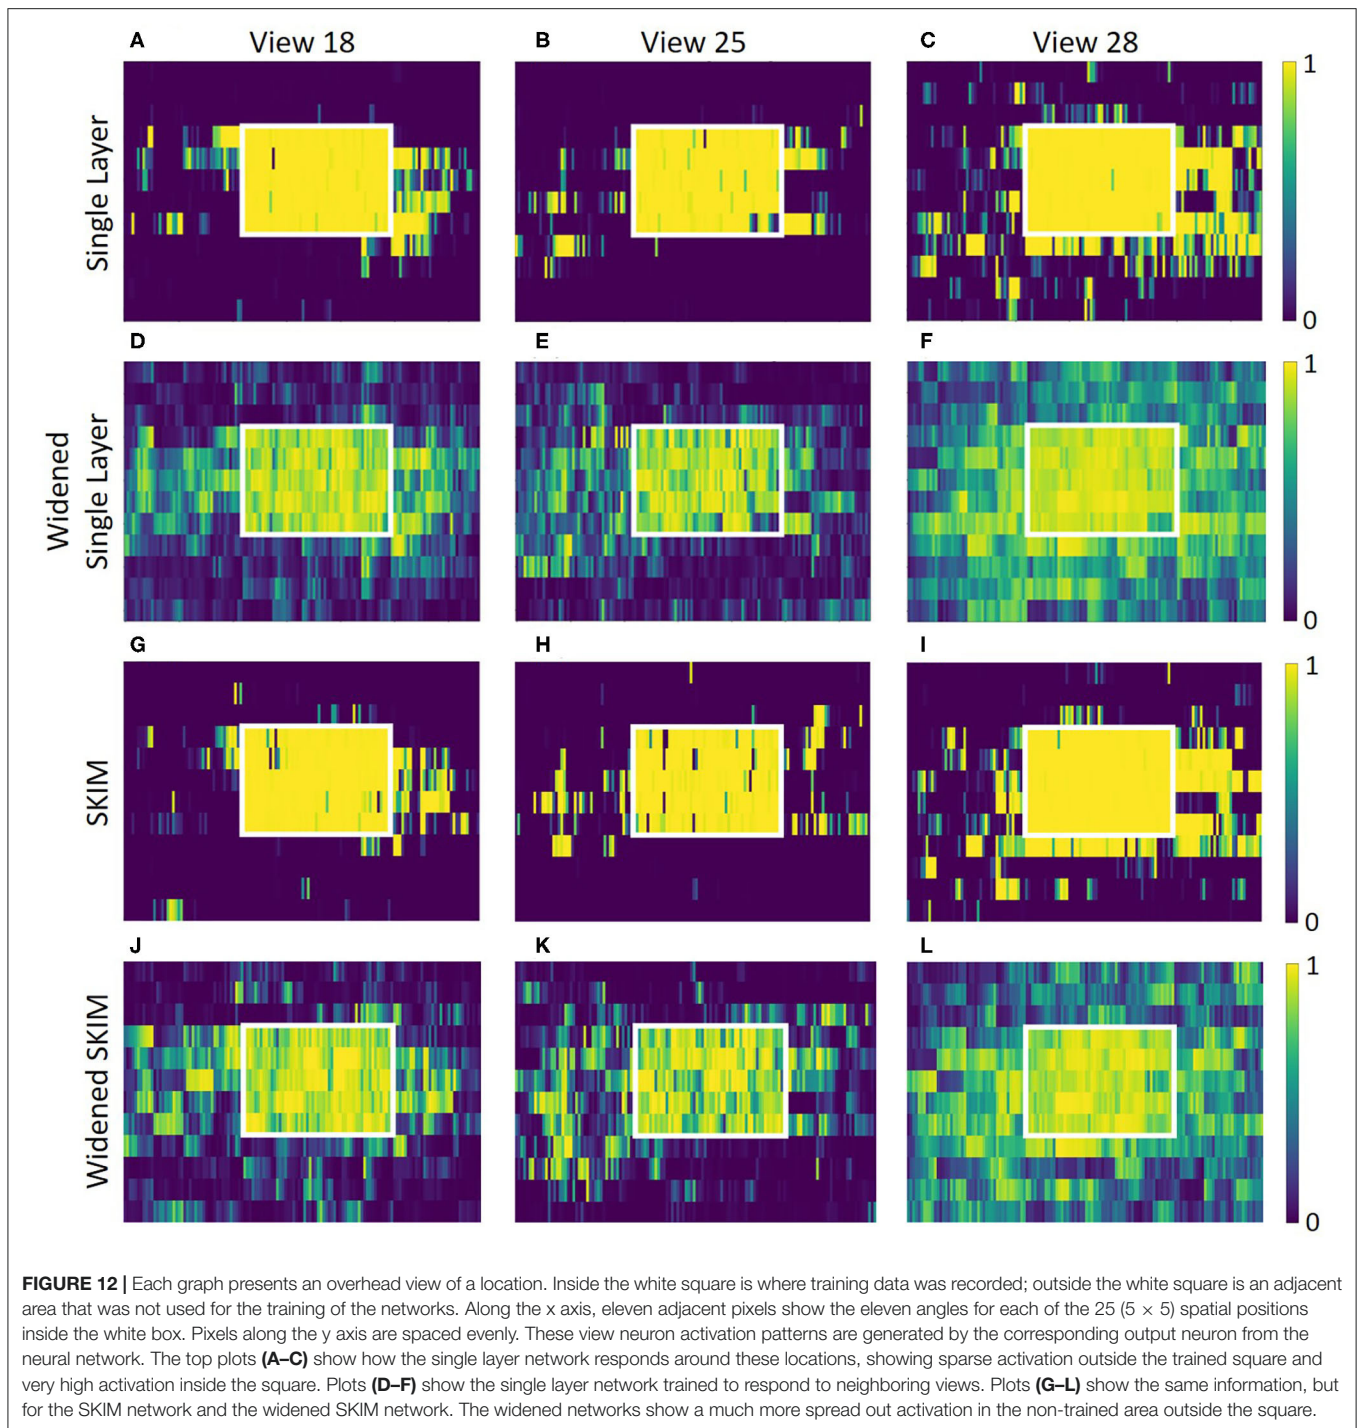 A View 18 B View 25 C View 28
Single Layer
1
0
D E F
Widened
Single Layer
1
0
G H I
SKIM
1
0
J K L
Widened SKIM
1
0
FIGURE 12 | Each graph presents an overhead view of a location. Inside the white square is where training data was recorded; outside the white square is an adjacent
area that was not used for the training of the networks. Along the x axis, eleven adjacent pixels show the eleven angles for each of the 25 (5 × 5) spatial positions
inside the white box. Pixels along the y axis are spaced evenly. These view neuron activation patterns are generated by the corresponding output neuron from the
neural network. The top plots (A–C) show how the single layer network responds around these locations, showing sparse activation outside the trained square and
very high activation inside the square. Plots (D–F) show the single layer network trained to respond to neighboring views. Plots (G–L) show the same information, but
for the SKIM network and the widened SKIM network. The widened networks show a much more spread out activation in the non-trained area outside the square.